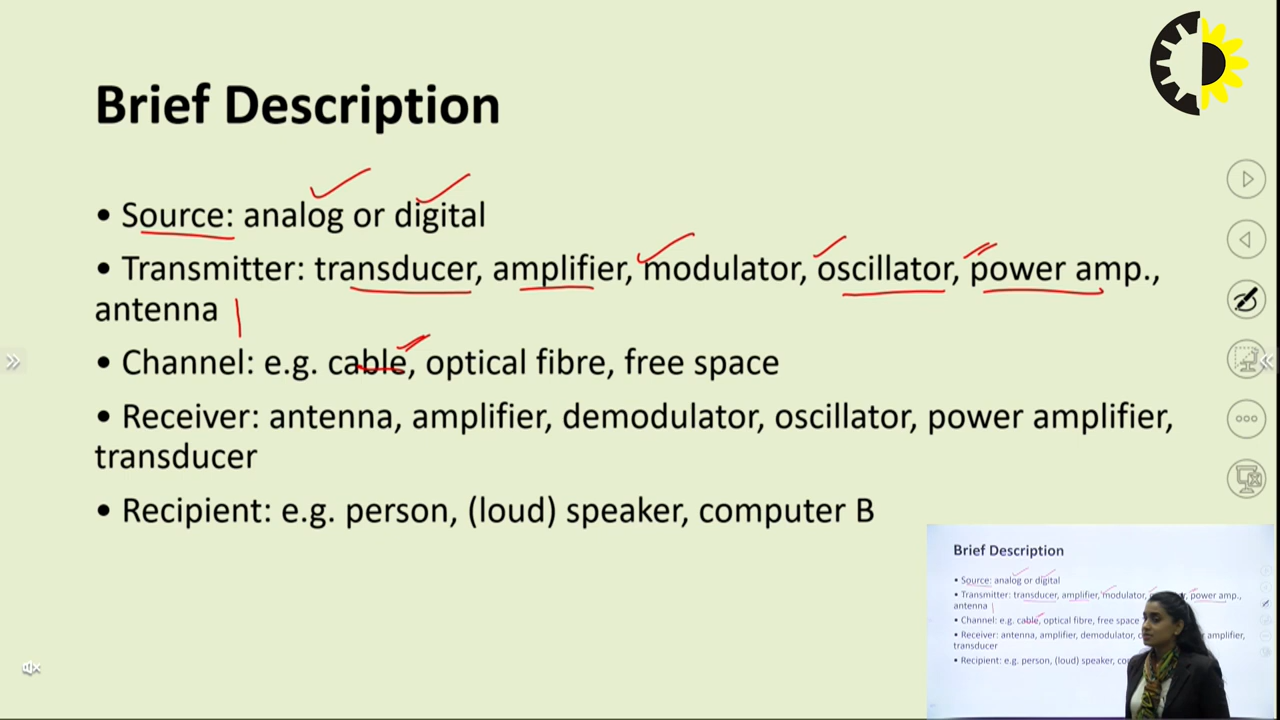 Brief Description
• Source: analog or digital
• Transmitter: transducer, amplifier, modulator, oscillator, power amp.,
antenna
• Channel: e.g. cable, optical fibre, free space
• Receiver: antenna, amplifier, demodulator, oscillator, power amplifier,
transducer
• Recipient: e.g. person, (loud) speaker, computer B
Brief Description
• Source: analog or digital
• Transmitter: transducer, amplifier, modulator, power amp.,
antenna
• Channel: e.g. cable, optical fibre, free space
• Receiver: antenna, amplifier, demodulator, amplifier,
transducer
• Recipient: e.g. person, (loud) speaker,